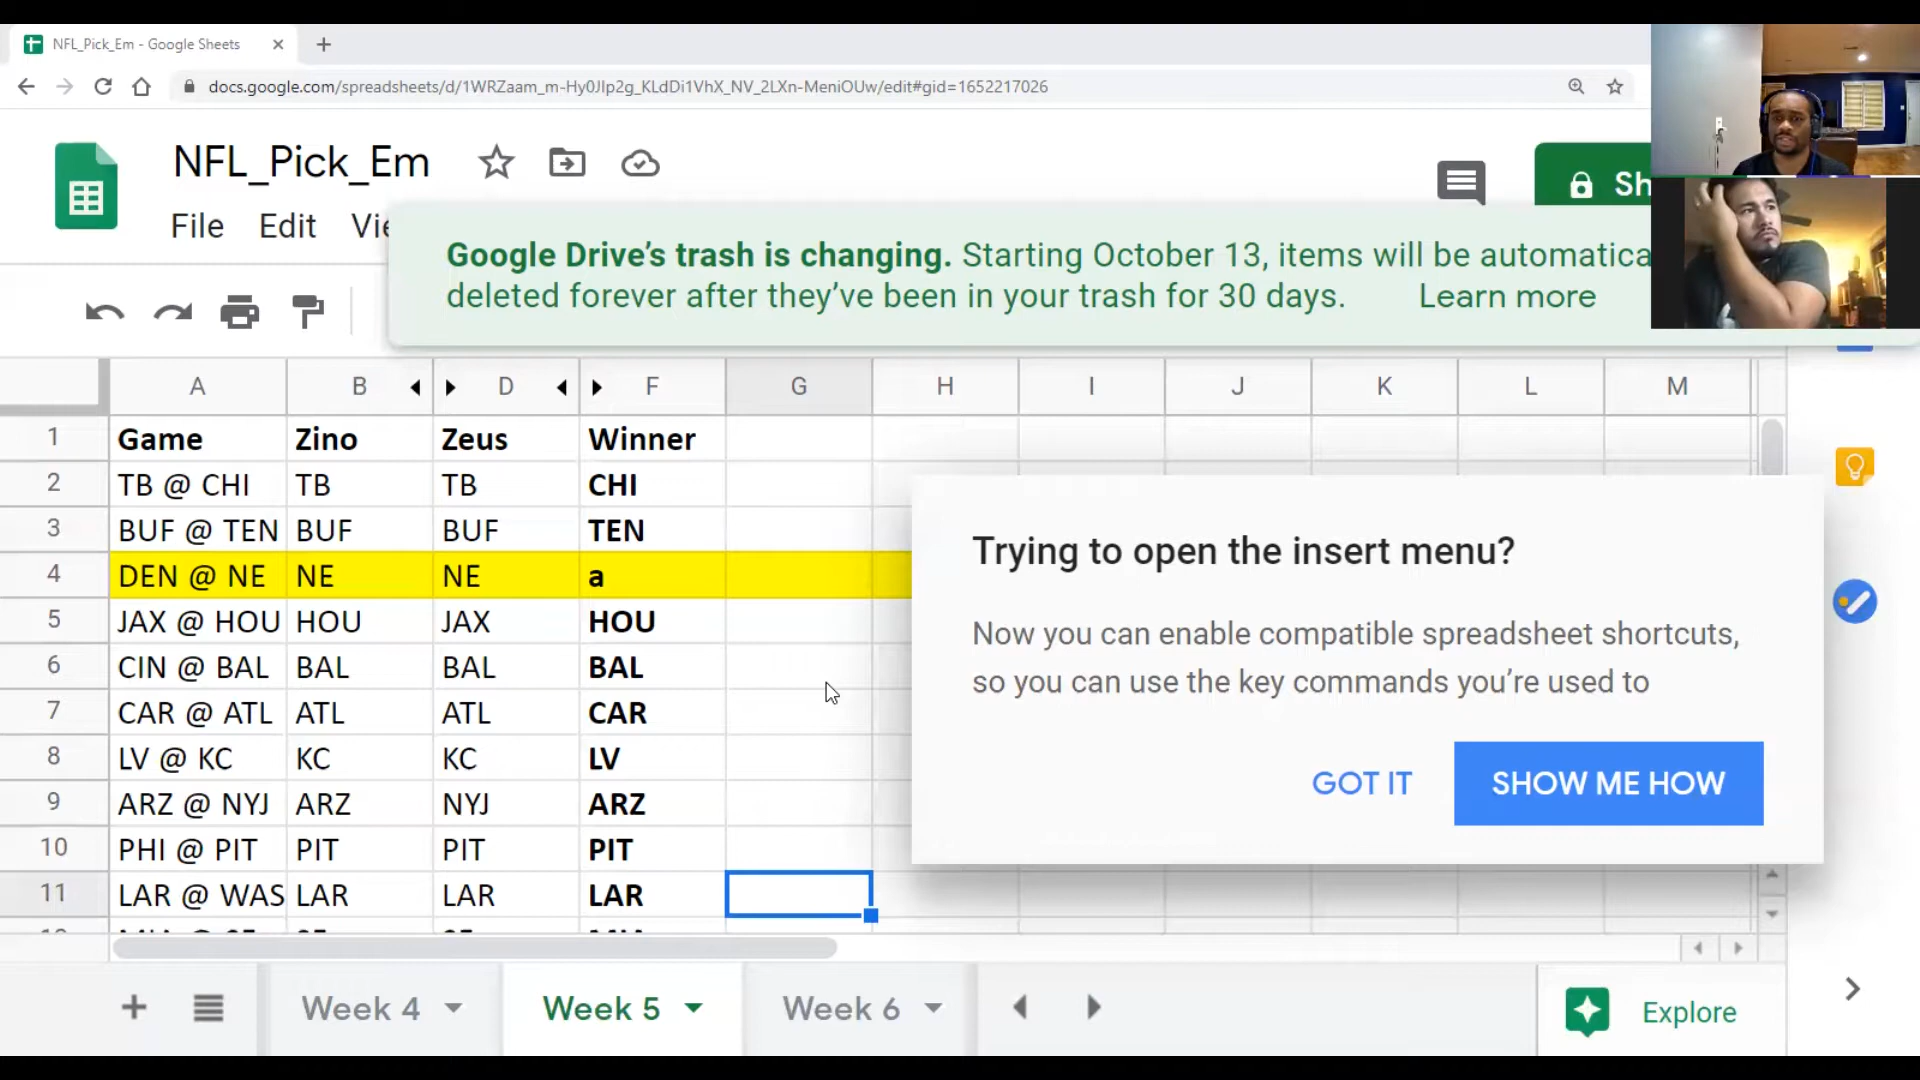 NFL_Pick_Em - Google Sheets
docs.google.com/spreadsheets/d/1WRZaam_m-Hy0JIp2g_KLdDi1VhX_NV_2LXn-MeniOUw/edit#gid=1652217026
NFL_Pick_Em
Sh
File Edit Vie
Google Drive’s trash is changing. Starting October 13, items will be automatica
deleted forever after they’ve been in your trash for 30 days. Learn more
A B D F G H I J K L M
1 Game Zino Zeus Winner
2 TB @ CHI TB TB CHI
3 BUF @ TEN BUF BUF TEN
4 DEN @ NE NE NE a
5 JAX @ HOU HOU JAX HOU
6 CIN @ BAL BAL BAL BAL
7 CAR @ ATL ATL ATL CAR
8 LV @ KC KC KC LV
9 ARZ @ NYJ ARZ NYJ ARZ
10 PHI @ PIT PIT PIT PIT
11 LAR @ WAS LAR LAR LAR
Trying to open the insert menu?
Now you can enable compatible spreadsheet shortcuts,
so you can use the key commands you’re used to
GOT IT SHOW ME HOW
Week 4 Week 5 Week 6
Explore